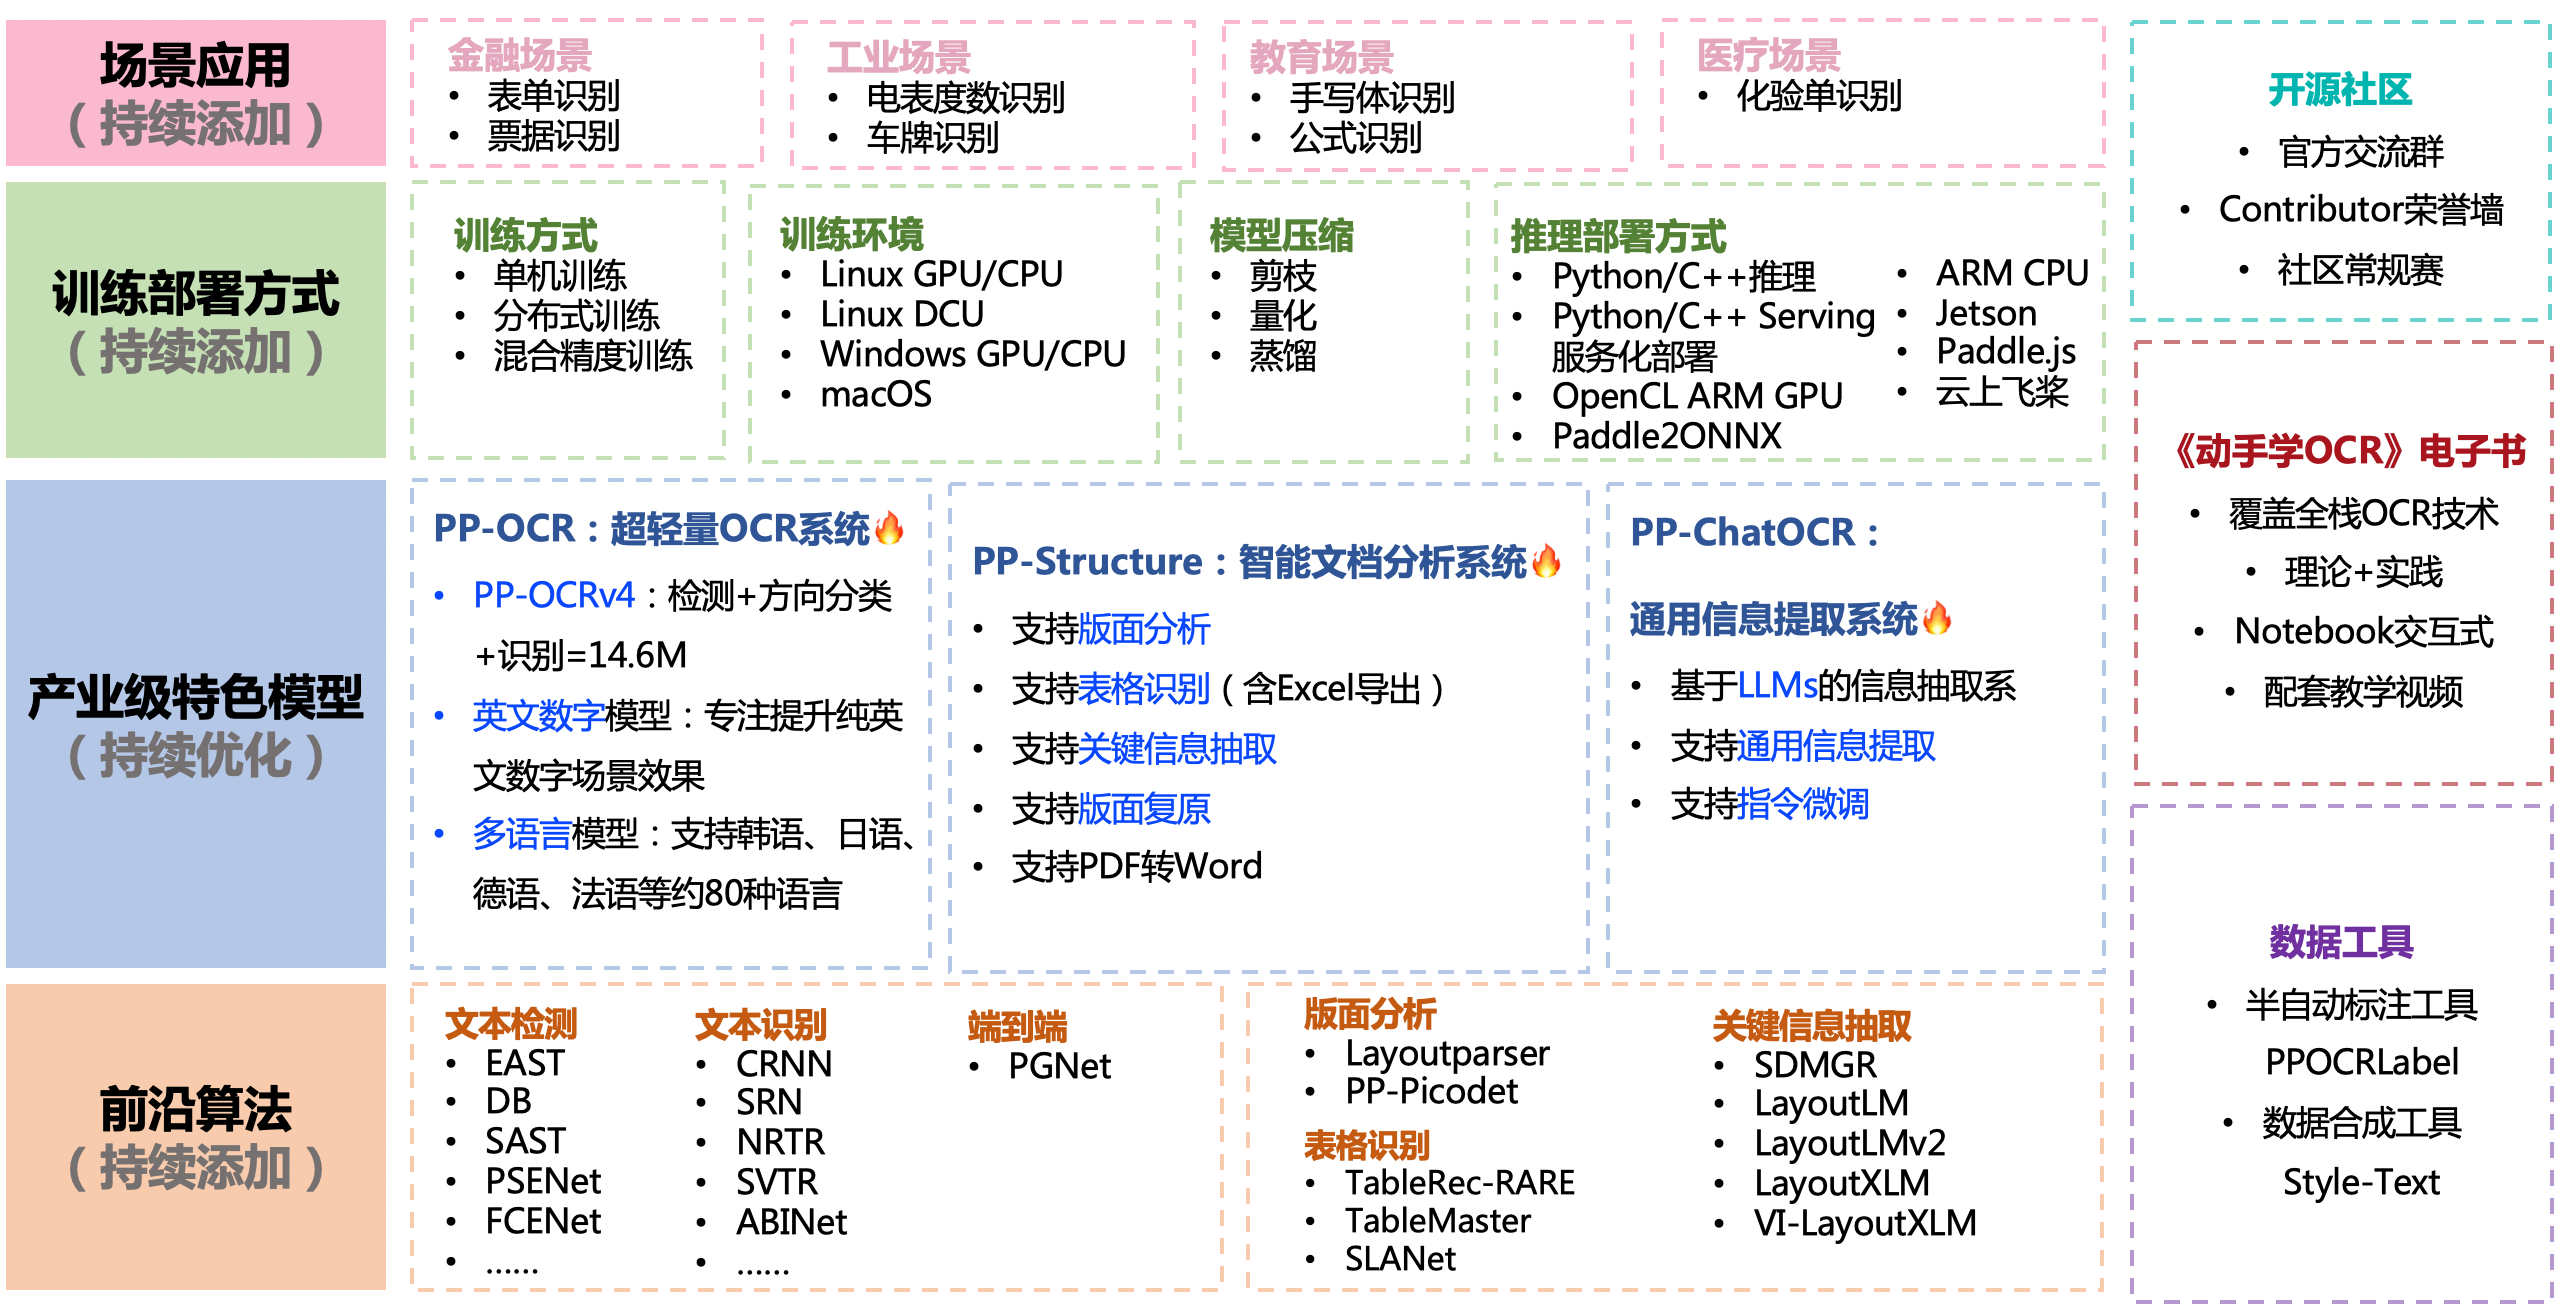 场景应用
（持续添加）
金融场景
• 表单识别
• 票据识别
工业场景
• 电表度数识别
• 车牌识别
教育场景
• 手写体识别
• 公式识别
医疗场景
• 化验单识别
训练部署方式
（持续添加）
训练方式
• 单机训练
• 分布式训练
• 混合精度训练
训练环境
• Linux GPU/CPU
• Linux DCU
• Windows GPU/CPU
• macOS
模型压缩
• 剪枝
• 量化
• 蒸馏
推理部署方式
• Python/C++推理
• Python/C++ Serving
服务化部署
• OpenCL ARM GPU
• Paddle2ONNX
• ARM CPU
• Jetson
• Paddle.js
• 云上飞桨
产业级特色模型
（持续优化）
PP-OCR：超轻量OCR系统🔥
• PP-OCRv4：检测+方向分类
+识别=14.6M
• 英文数字模型：专注提升纯英
文数字场景效果
• 多语言模型：支持韩语、日语、
德语、法语等约80种语言
PP-Structure：智能文档分析系统🔥
• 支持版面分析
• 支持表格识别（含Excel导出）
• 支持关键信息抽取
• 支持版面复原
• 支持PDF转Word
PP-ChatOCR：
通用信息提取系统🔥
• 基于LLMs的信息抽取系
• 支持通用信息提取
• 支持指令微调
前沿算法
（持续添加）
文本检测
• EAST
• DB
• SAST
• PSENet
• FCENet
• ……
文本识别
• CRNN
• SRN
• NRTR
• SVTR
• ABINet
• ……
端到端
• PGNet
版面分析
• Layoutparser
• PP-Picodet
表格识别
• TableRec-RARE
• TableMaster
• SLANet
关键信息抽取
• SDMGR
• LayoutLM
• LayoutLMv2
• LayoutXLM
• VI-LayoutXLM
开源社区
• 官方交流群
• Contributor荣誉墙
• 社区常规赛
《动手学OCR》电子书
• 覆盖全栈OCR技术
• 理论+实践
• Notebook交互式
• 配套教学视频
数据工具
• 半自动标注工具
PPOCRLabel
• 数据合成工具
Style-Text